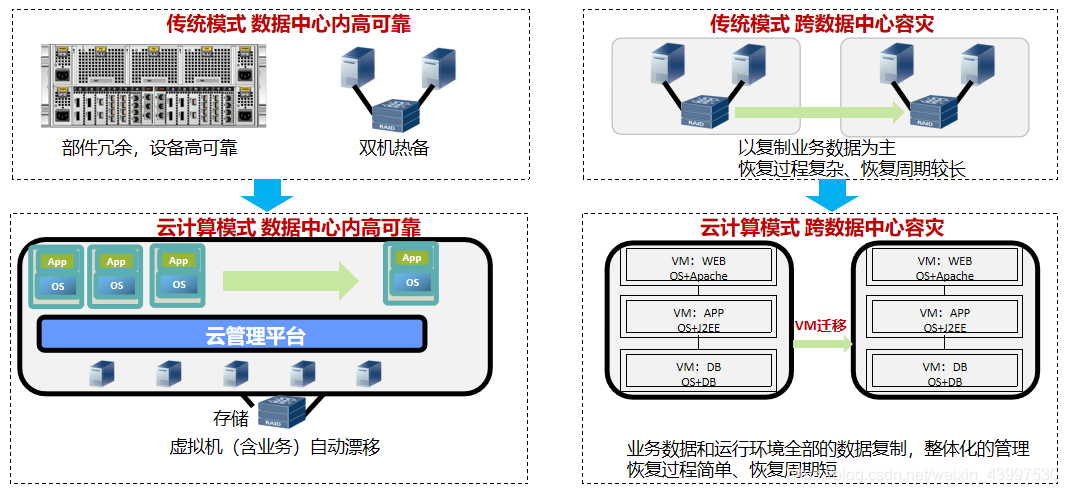 传统模式 数据中心内高可靠
RAID
部件冗余，设备高可靠
双机热备
传统模式 跨数据中心容灾
RAID
RAID
以复制业务数据为主
恢复过程复杂、恢复周期较长
云计算模式 数据中心内高可靠
App
App
App
App
OS
OS
OS
OS
云管理平台
存储
RAID
虚拟机（含业务）自动漂移
云计算模式 跨数据中心容灾
VM：WEB
OS+Apache
VM：APP
OS+J2EE
VM：DB
OS+DB
VM迁移
VM：WEB
OS+Apache
VM：APP
OS+J2EE
VM：DB
OS+DB
业务数据和运行环境全部的数据复制，整体化的管理
恢复过程简单、恢复周期短
blog.csdn.net/weixin_43997530